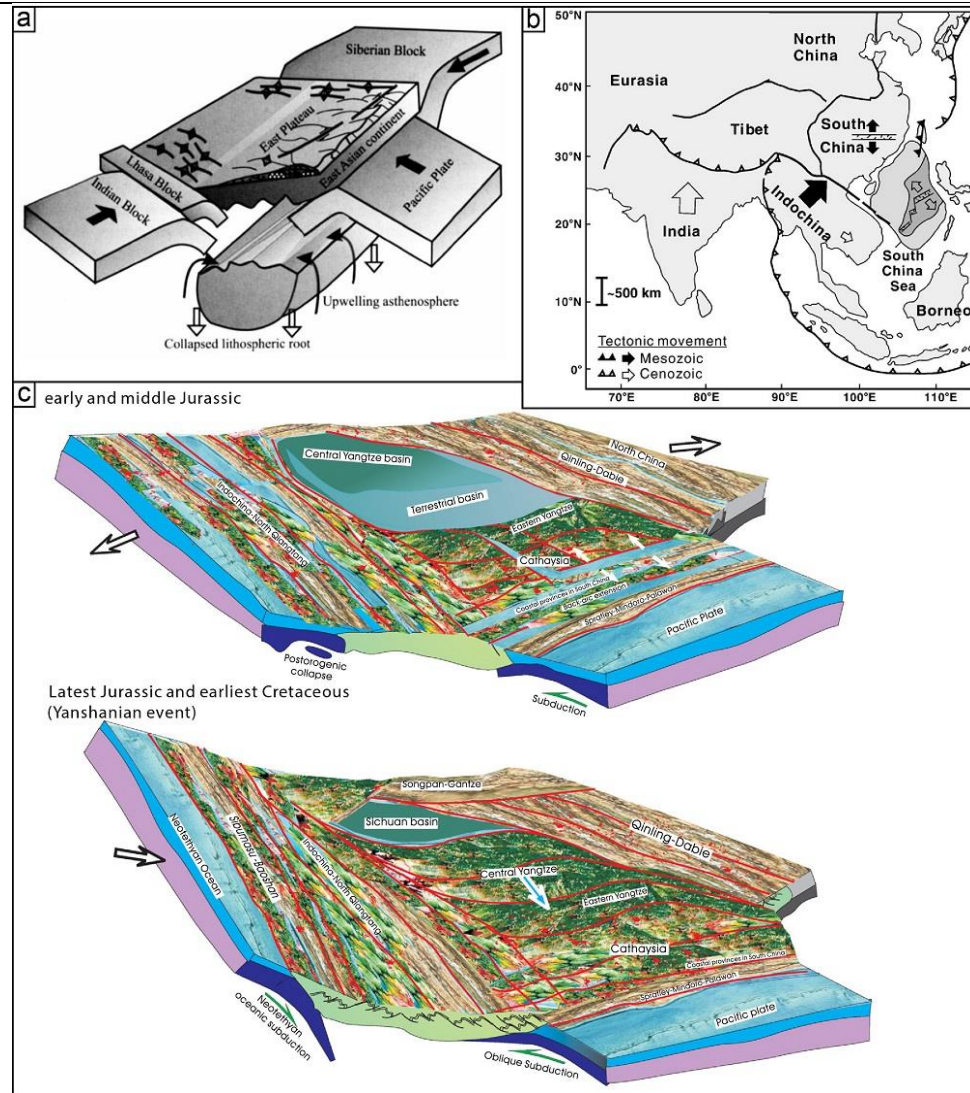 a
Siberian Block
East Plateau
East Asian continent
Lhasa Block
Indian Block
Pacific Plate
Upwelling asthenosphere
Collapsed lithospheric root
b
50°N
40°N
30°N
20°N
10°N
0°
North
China
Eurasia
Tibet
South
China
India
Indochina
South
China
Sea
Borneo
~500 km
Tectonic movement
Mesozoic
Cenozoic
70°E
80°E
90°E
100°E
110°E
c
early and middle Jurassic
North China
Qinling-Dabie
Central Yangtze basin
Terrestrial basin
Eastern Yangtze
Indochina-North Qiangtang
Cathaysia
Coastal provinces in South China
Back-arc extension
Spratley-Mindoro-Palawan
Pacific Plate
Postorogenic
collapse
Subduction
Latest Jurassic and earliest Cretaceous
(Yanshanian event)
Songpan-Gantze
Sichuan basin
Qinling-Dabie
Neotethyan Ocean
Sibumasu-Baoshan
Indochina-North Qiangtang
Central Yangtze
Eastern Yangtze
Cathaysia
Coastal provinces in South China
Spratley-Mindoro-Palawan
Pacific plate
Neotethyan
oceanic subduction
Oblique Subduction